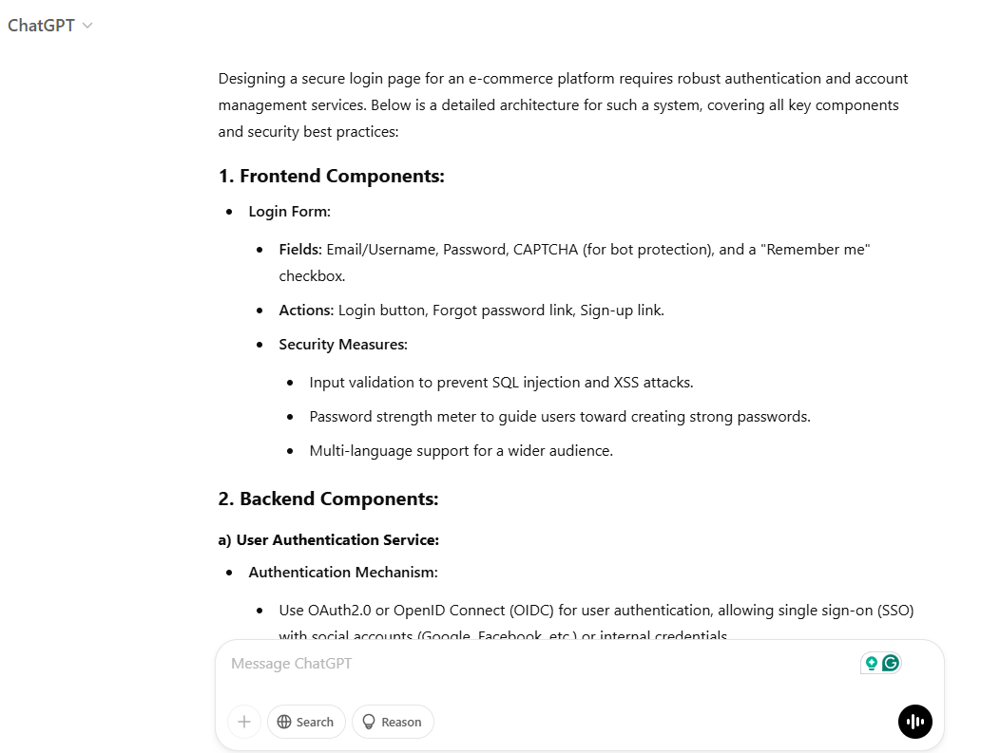 ChatGPT
Designing a secure login page for an e-commerce platform requires robust authentication and account
management services. Below is a detailed architecture for such a system, covering all key components
and security best practices:
1. Frontend Components:
• Login Form:
• Fields: Email/Username, Password, CAPTCHA (for bot protection), and a "Remember me"
checkbox.
• Actions: Login button, Forgot password link, Sign-up link.
• Security Measures:
• Input validation to prevent SQL injection and XSS attacks.
• Password strength meter to guide users toward creating strong passwords.
• Multi-language support for a wider audience.
2. Backend Components:
a) User Authentication Service:
• Authentication Mechanism:
• Use OAuth2.0 or OpenID Connect (OIDC) for user authentication, allowing single sign-on (SSO)
with social accounts (Google, Facebook, etc.) or internal credentials.
Message ChatGPT
Search
Reason